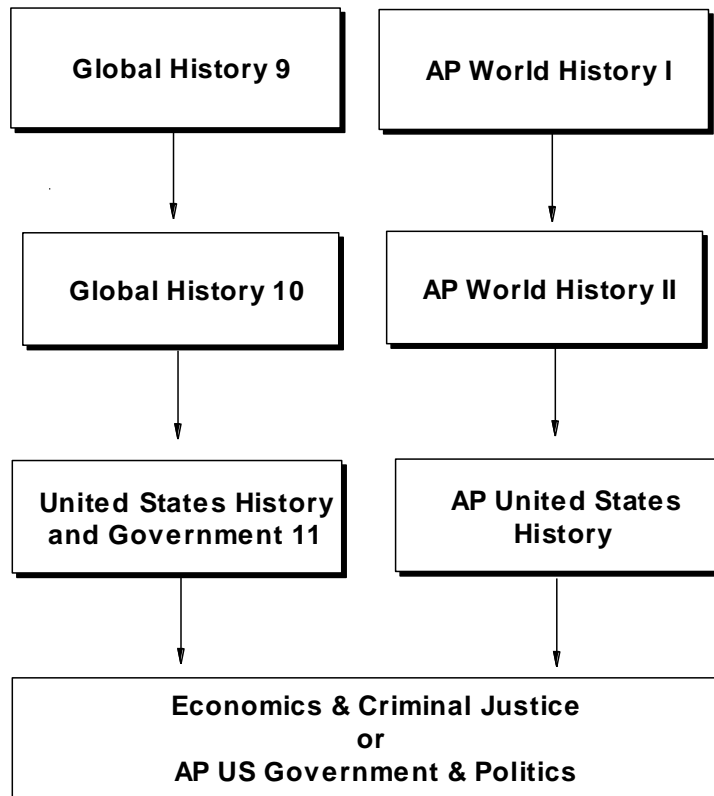 Global History 9
AP World History I
Global History 10
AP World History II
United States History
and Government 11
AP United States
History
Economics & Criminal Justice
or
AP US Government & Politics